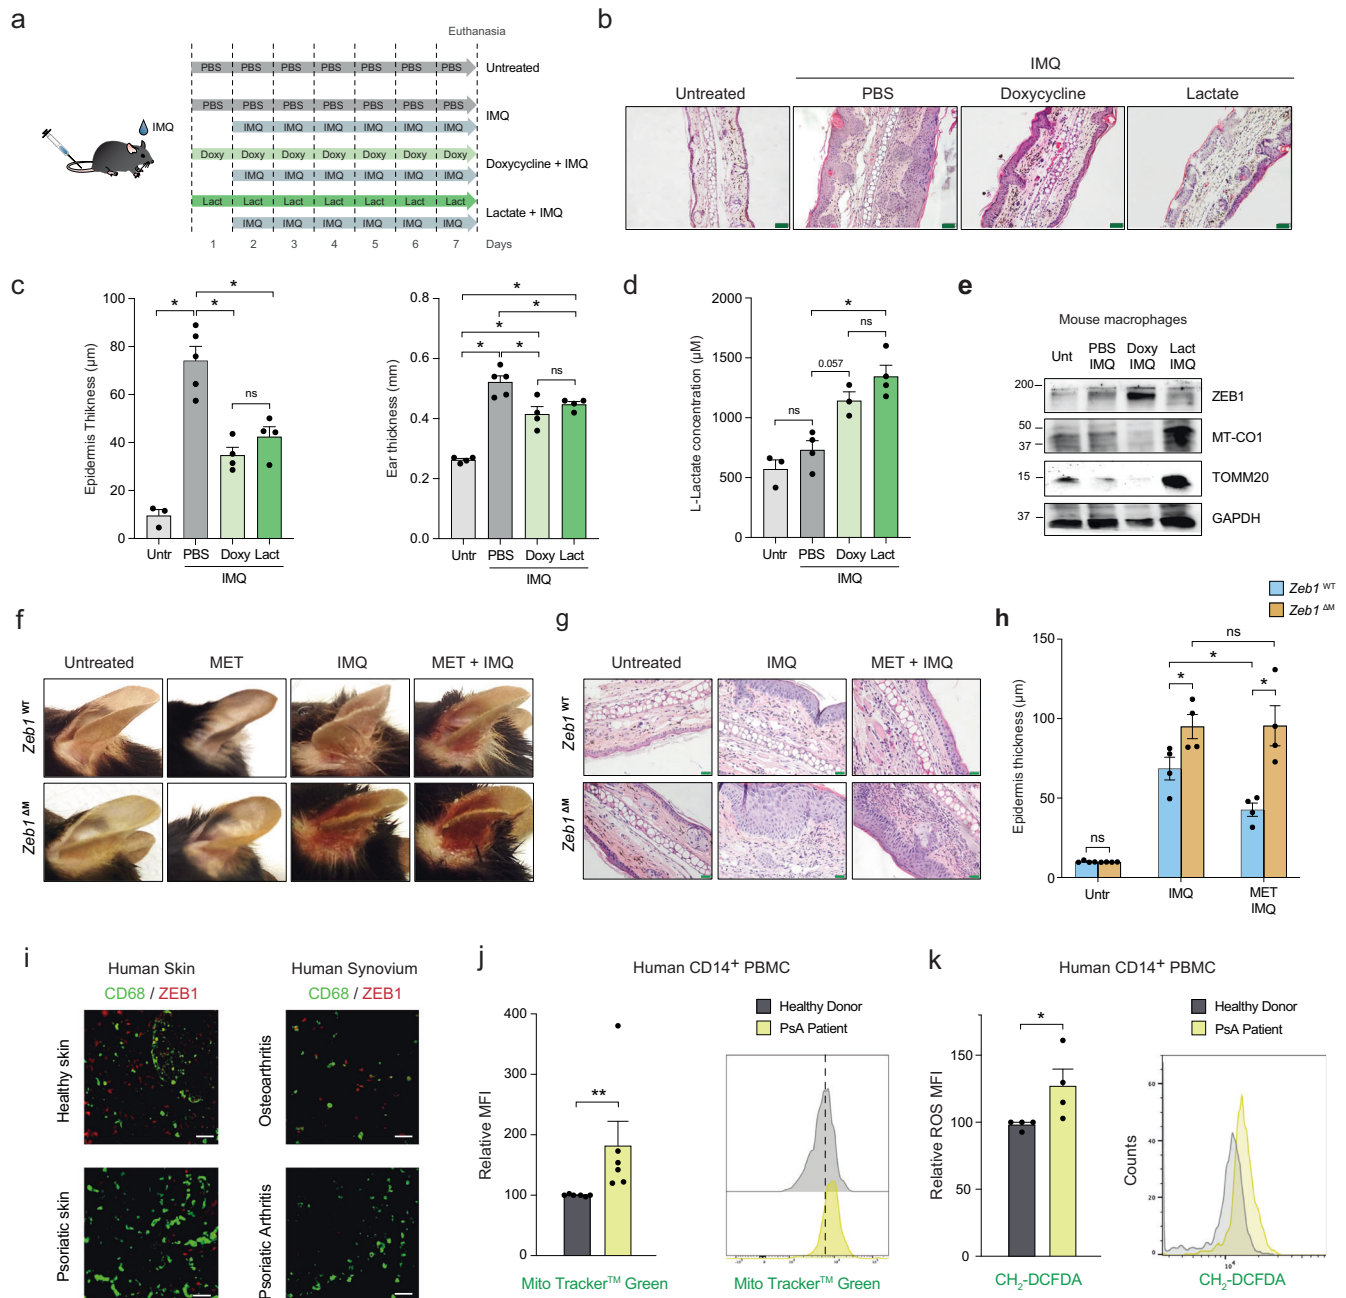 a
Euthanasia
PBS PBS PBS PBS PBS PBS PBS Untreated
PBS PBS PBS PBS PBS PBS PBS
IMQ IMQ IMQ IMQ IMQ IMQ
IMQ
Doxy Doxy Doxy Doxy Doxy Doxy Doxy
IMQ IMQ IMQ IMQ IMQ IMQ
Doxycycline + IMQ
Lact Lact Lact Lact Lact Lact Lact
IMQ IMQ IMQ IMQ IMQ IMQ
Lactate + IMQ
1 2 3 4 5 6 7 Days
IMQ
b
IMQ
Untreated PBS Doxycycline Lactate
c
Epidermis Thikness (µm)
100
80
60
40
20
0
* * *
ns
Untr PBS Doxy Lact
IMQ
Ear thickness (mm)
0.8
0.6
0.4
0.2
0.0
*
*
*
* *
ns
Untr PBS Doxy Lact
IMQ
d
L-Lactate concentration (µM)
2000
1500
1000
500
0
*
ns
0.057
ns
Untr PBS Doxy Lact
IMQ
e
Mouse macrophages
Unt PBS IMQ Doxy IMQ Lact IMQ
200 ZEB1
50
37
MT-CO1
15 TOMM20
37 GAPDH
f
Untreated MET IMQ MET + IMQ
Zeb1 WT
Zeb1 ΔM
g
Untreated IMQ MET + IMQ
Zeb1 WT
Zeb1 ΔM
h
Zeb1 WT
Zeb1 ΔM
Epidermis thickness (µm)
150
100
50
0
ns
*
* *
ns
Untr IMQ MET
IMQ
i
Human Skin Human Synovium
CD68 / ZEB1 CD68 / ZEB1
Healthy skin
Osteoarthritis
Psoriatic skin
Psoriatic Arthritis
j
Human CD14+ PBMC
Healthy Donor
PsA Patient
Relative MFI
400
300
200
100
0
**
Mito Tracker™ Green
Mito Tracker™ Green
k
Human CD14+ PBMC
Healthy Donor
PsA Patient
Relative ROS MFI
150
100
50
0
*
CH2-DCFDA
Counts
60
40
20
0
10⁴
CH2-DCFDA